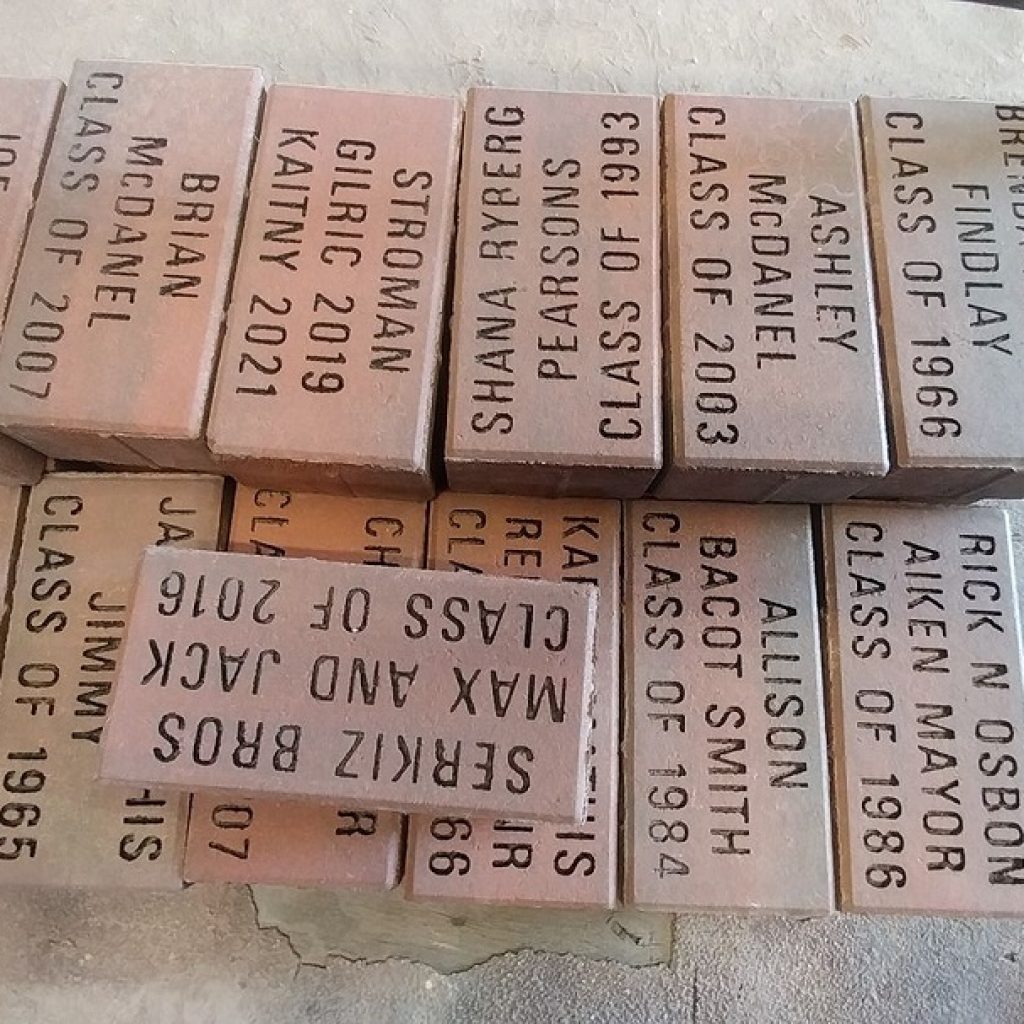 BRIAN
MCDANEL
CLASS OF 2007
STROMAN
GILRIC 2019
KAITNY 2021
SHANA RYBERG
PEARSONS
CLASS OF 1993
ASHLEY
MCDANEL
CLASS OF 2003
FINDLAY
CLASS OF 1966
JIMMY
CLASS OF 1965
SERKIZ BROS
MAX AND JACK
CLASS OF 2016
ALLISON
BACOT SMITH
CLASS OF 1984
RICK N OSBON
AIKEN MAYOR
CLASS OF 1986